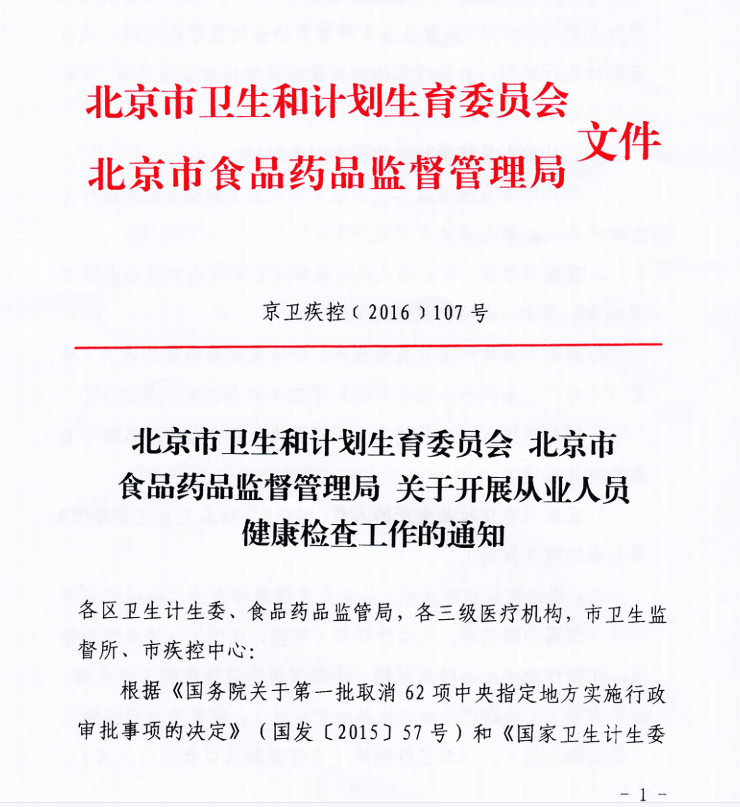 北京市卫生和计划生育委员会
北京市食品药品监督管理局
文件
京卫疾控〔2016〕107号
北京市卫生和计划生育委员会 北京市
食品药品监督管理局 关于开展从业人员
健康检查工作的通知
各区卫生计生委、食品药品监管局，各三级医疗机构，市卫生监
督所、市疾控中心：
根据《国务院关于第一批取消 62 项中央指定地方实施行政
审批事项的决定》（国发〔2015〕57号）和《国家卫生计生委
- 1 -